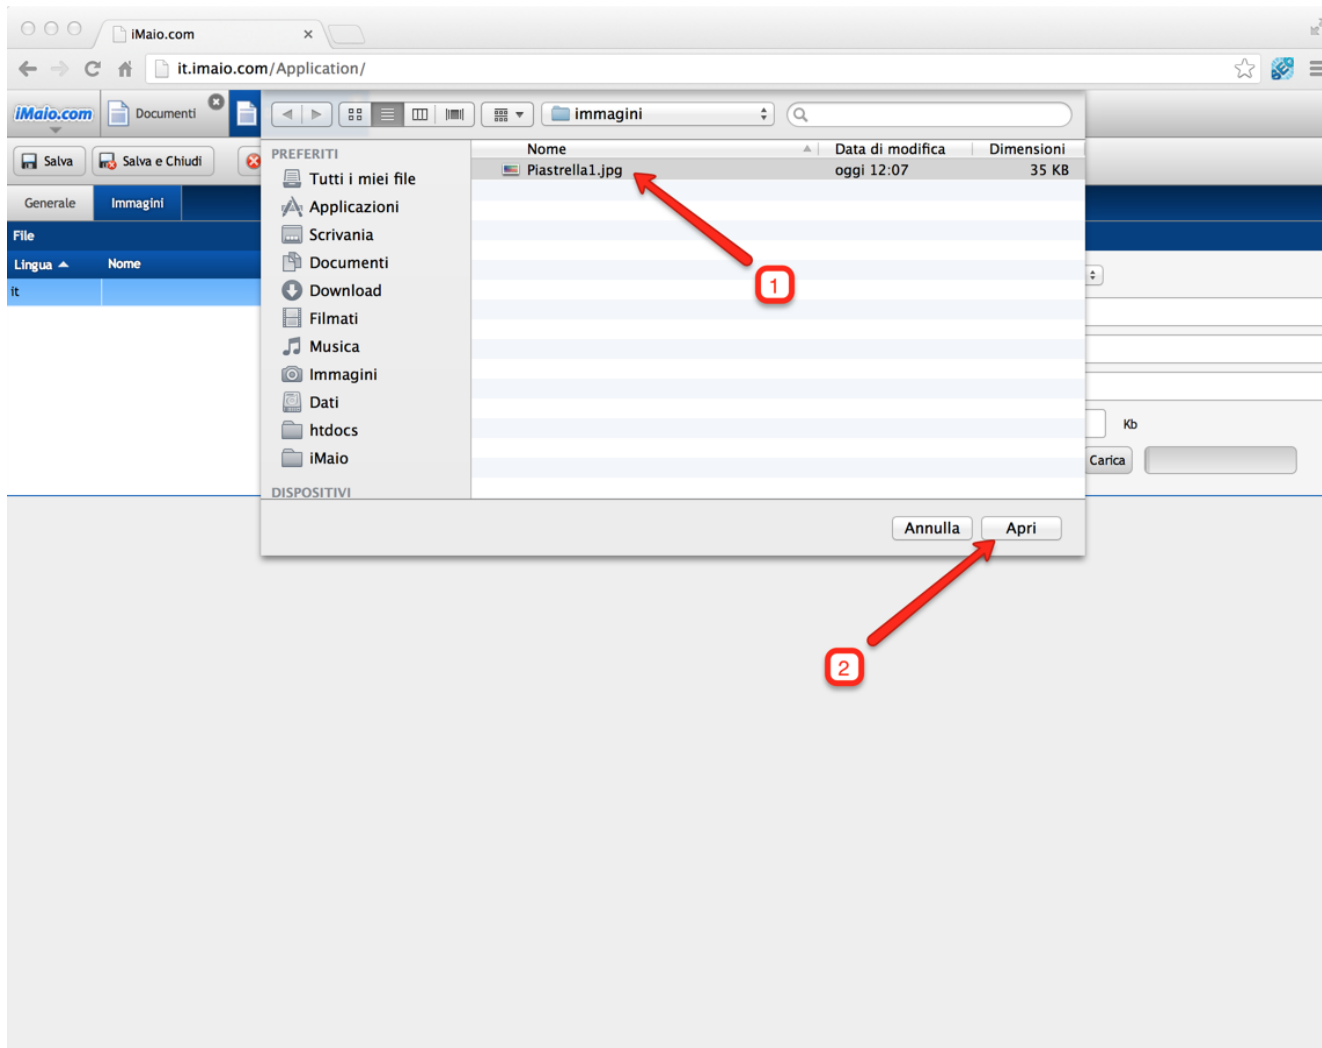 iMaio.com
it.imaio.com/Application/
iMaio.com Documenti immagini
Salva Salva e Chiudi
Generale Immagini
File
Lingua Nome
it
PREFERITI
Tutti i miei file
Applicazioni
Scrivania
Documenti
Download
Filmati
Musica
Immagini
Dati
htdocs
iMaio
DISPOSITIVI
Nome Data di modifica Dimensioni
Piastrella1.jpg oggi 12:07 35 KB
1
Kb
Carica
Annulla Apri
2